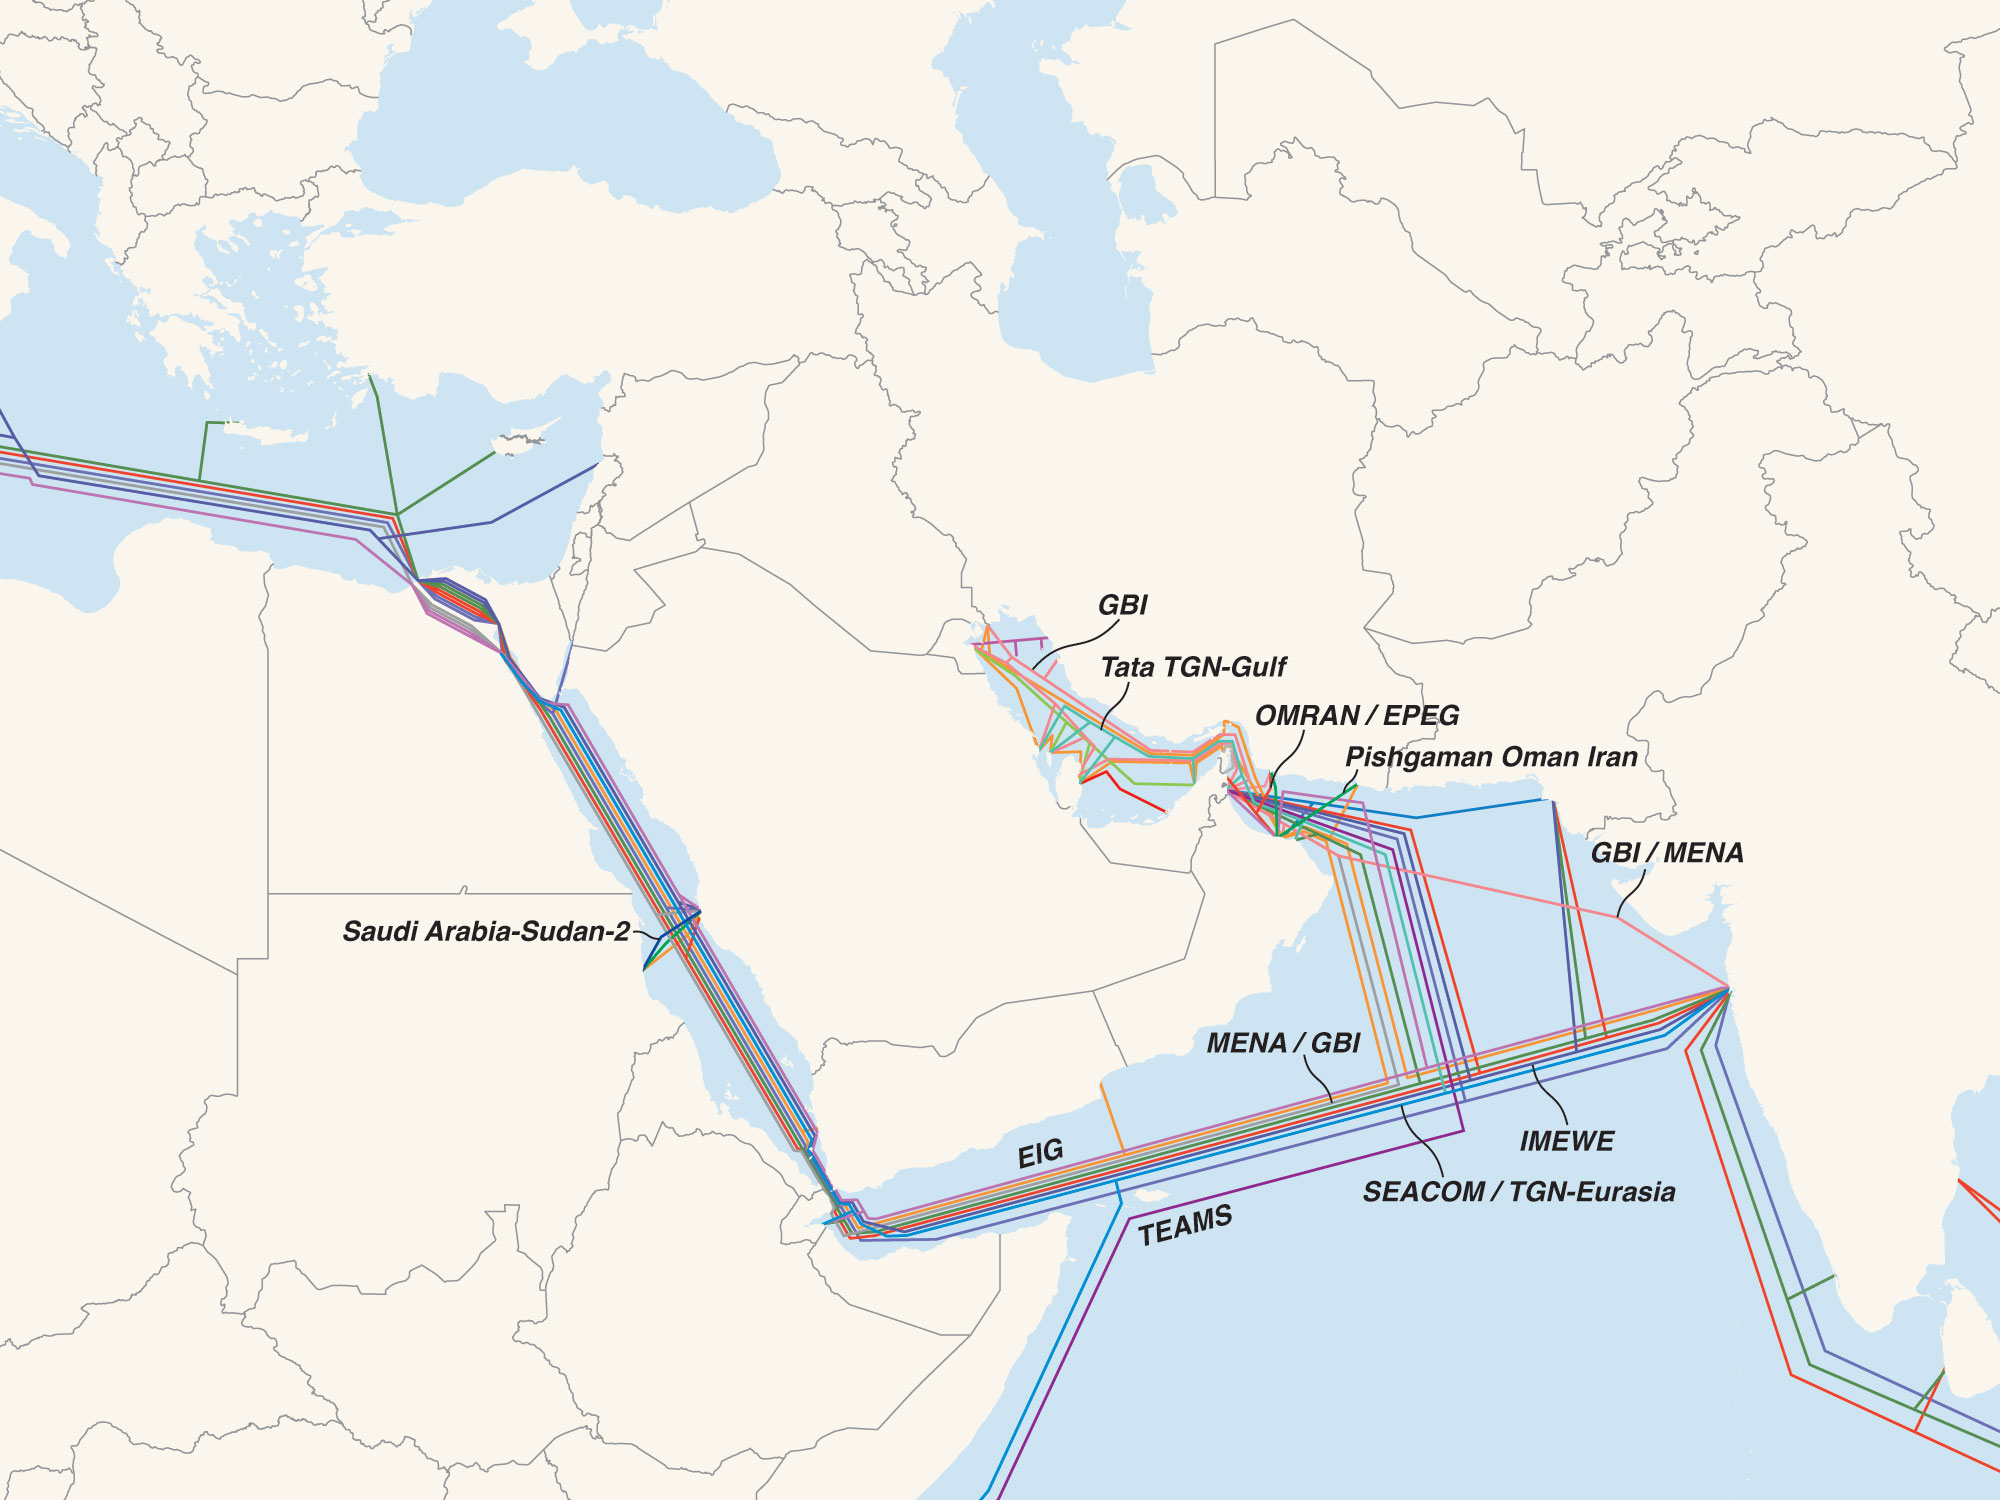 GBI
Tata TGN-Gulf
OMRAN / EPEG
Pishgaman Oman Iran
GBI / MENA
Saudi Arabia-Sudan-2
MENA / GBI
EIG
IMEWE
SEACOM / TGN-Eurasia
TEAMS